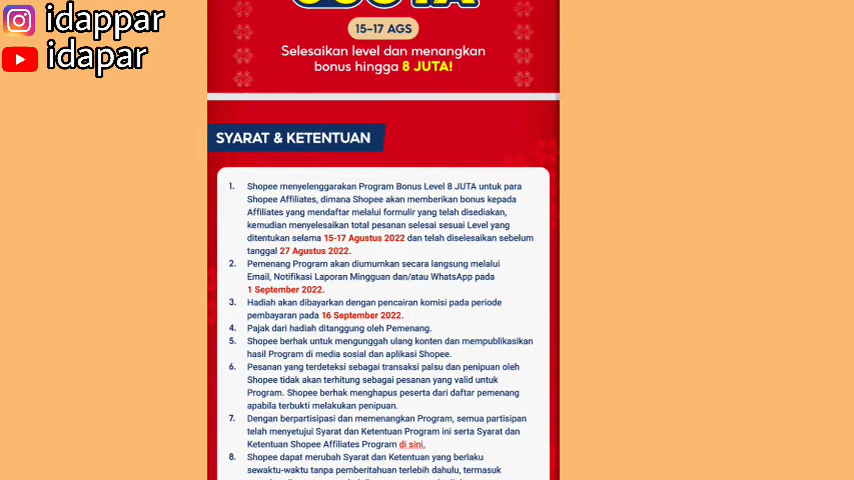 idappar
idapar
15-17 AGS
Selesaikan level dan menangkan
bonus hingga 8 JUTA!
SYARAT & KETENTUAN
1. Shopee menyelenggarakan Program Bonus Level 8 JUTA untuk para
Shopee Affiliates, dimana Shopee akan memberikan bonus kepada
Affiliates yang mendaftar melalui formulir yang telah disediakan,
kemudian menyelesaikan total pesanan selesai sesuai Level yang
ditentukan selama 15-17 Agustus 2022 dan telah diselesaikan sebelum
tanggal 27 Agustus 2022.
2. Pemenang Program akan diumumkan secara langsung melalui
Email, Notifikasi Laporan Mingguan dan/atau WhatsApp pada
1 September 2022.
3. Hadiah akan dibayarkan dengan pencairan komisi pada periode
pembayaran pada 16 September 2022.
4. Pajak dari hadiah ditanggung oleh Pemenang.
5. Shopee berhak untuk mengunggah ulang konten dan mempublikasikan
hasil Program di media sosial dan aplikasi Shopee.
6. Pesanan yang terdeteksi sebagai transaksi palsu dan penipuan oleh
Shopee tidak akan terhitung sebagai pesanan yang valid untuk
Program. Shopee berhak menghapus peserta dari daftar pemenang
apabila terbukti melakukan penipuan.
7. Dengan berpartisipasi dan memenangkan Program, semua partisipan
telah menyetujui Syarat dan Ketentuan Program ini serta Syarat dan
Ketentuan Shopee Affiliates Program di sini.
8. Shopee dapat merubah Syarat dan Ketentuan yang berlaku
sewaktu-waktu tanpa pemberitahuan terlebih dahulu, termasuk